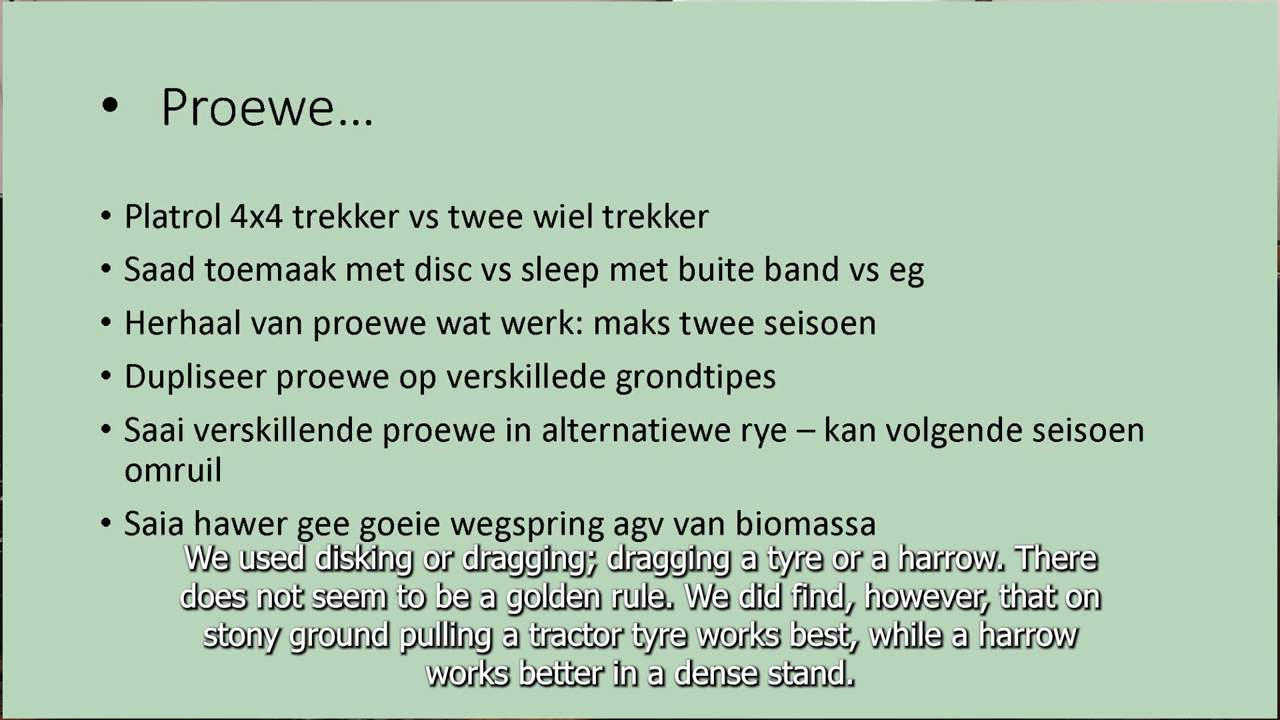 • Proewe...
• Platrol 4x4 trekker vs twee wiel trekker
• Saad toemaak met disc vs sleep met buite band vs eg
• Herhaal van proewe wat werk: maks twee seisoen
• Dupliseer proewe op verskillede grondtipes
• Saai verskillende proewe in alternatiewe rye – kan volgende seisoen
omruil
• Saia hawer gee goeie wegspring agv van biomassa
We used disking or dragging; dragging a tyre or a harrow. There
does not seem to be a golden rule. We did find, however, that on
stony ground pulling a tractor tyre works best, while a harrow
works better in a dense stand.